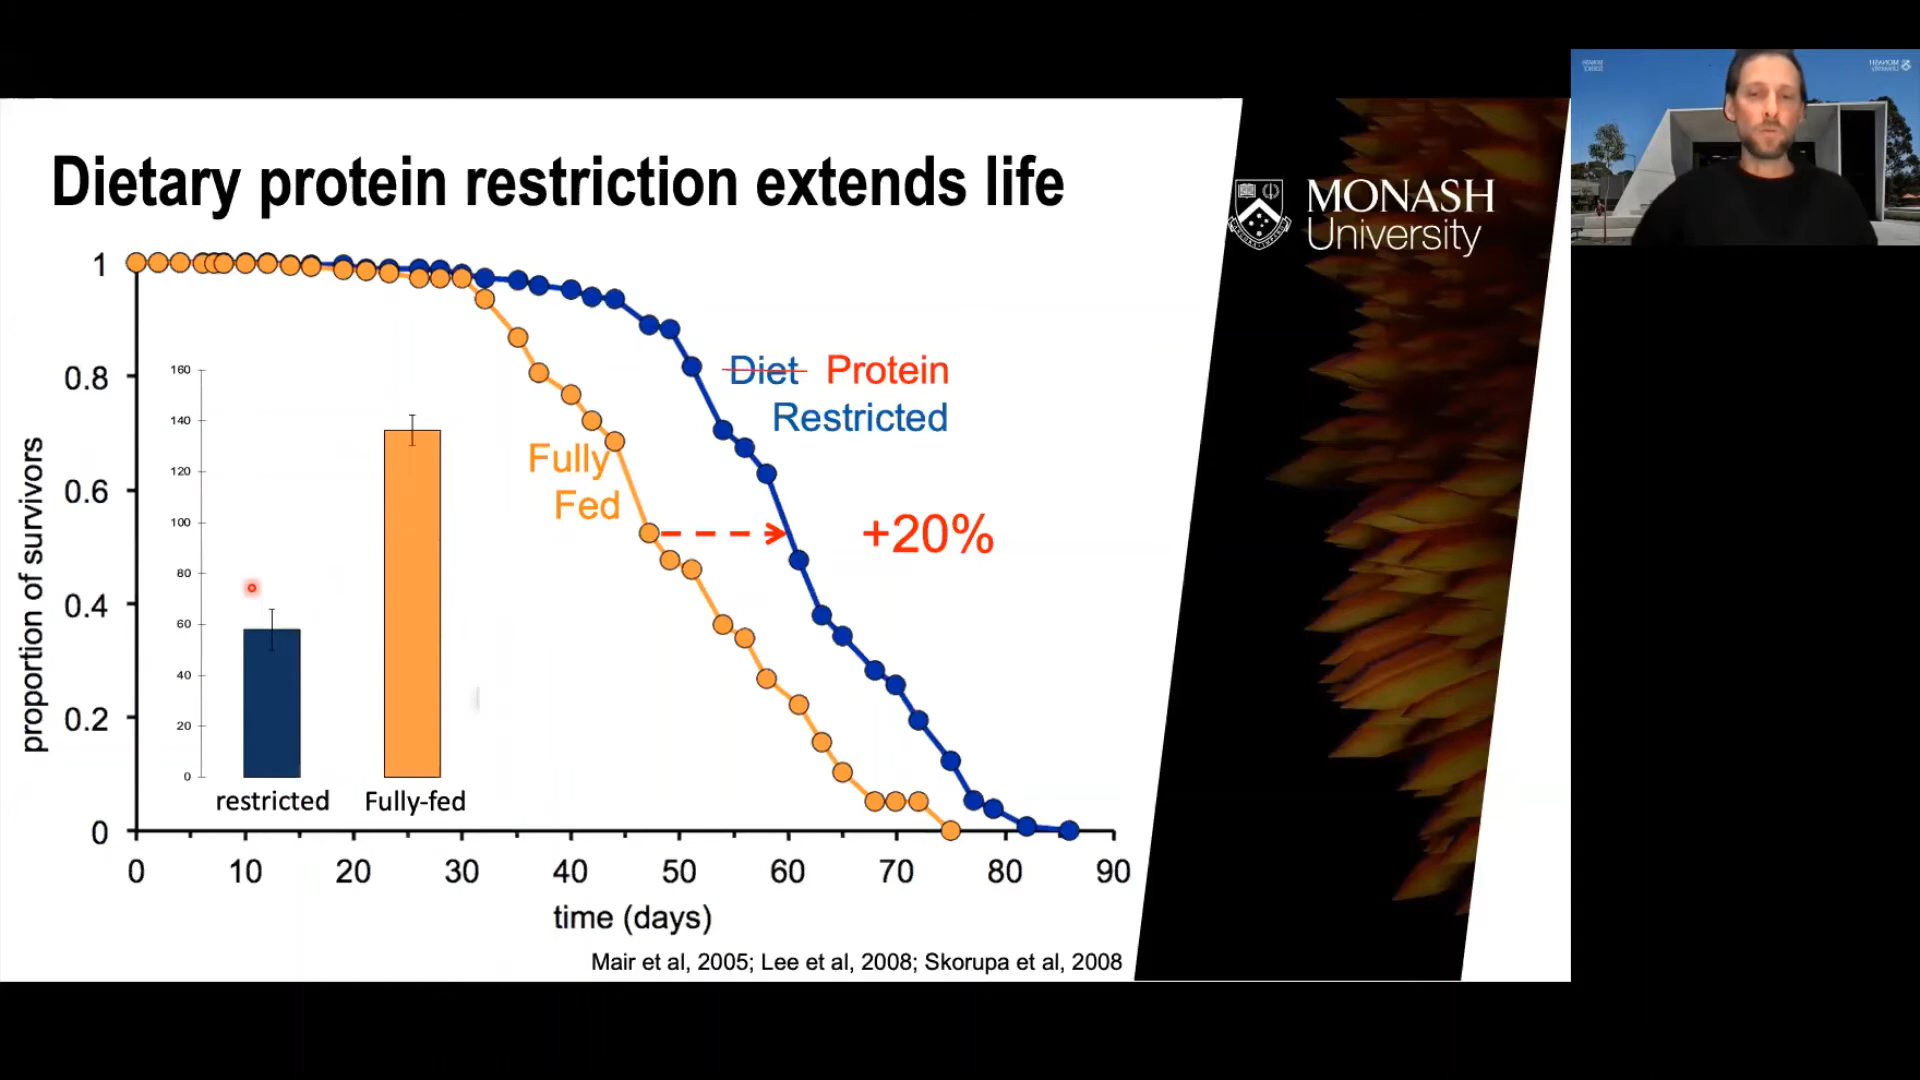 Dietary protein restriction extends life
MONASH
University
proportion of survivors
1
0.8
0.6
0.4
0.2
0
160
140
120
100
80
60
40
20
0
restricted
Fully-fed
Fully
Fed
Diet Protein
Restricted
+20%
0 10 20 30 40 50 60 70 80 90
time (days)
Mair et al, 2005; Lee et al, 2008; Skorupa et al, 2008
MONASH
University